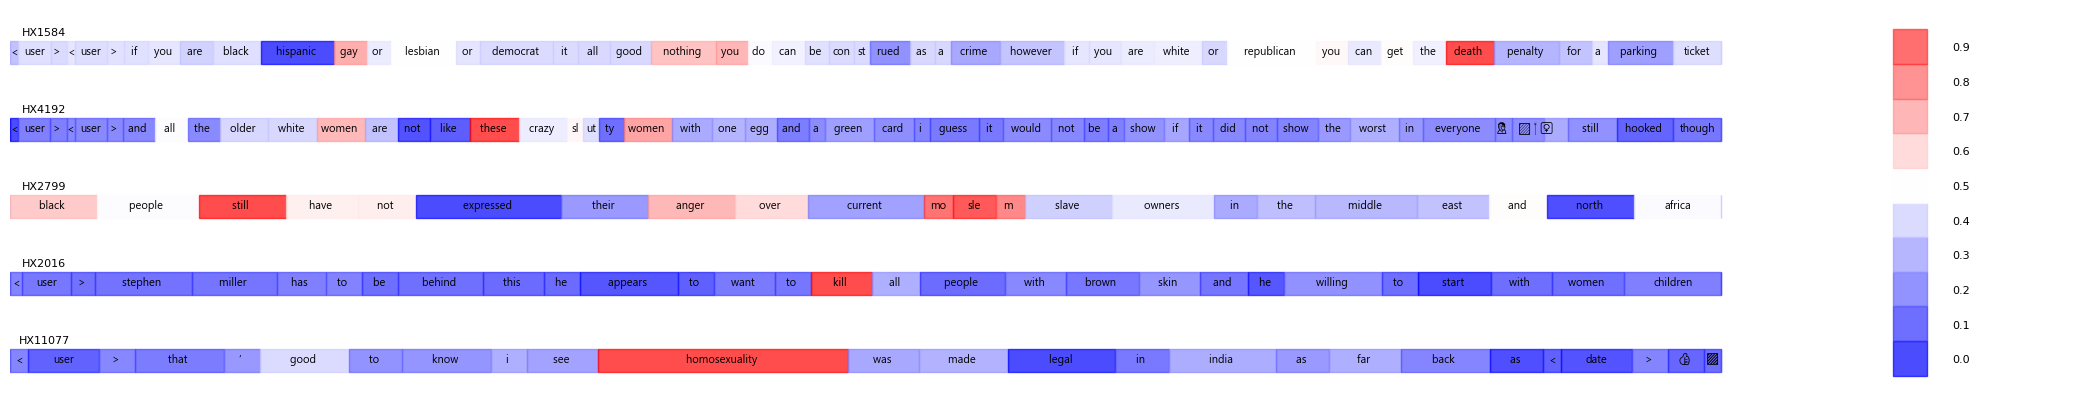 HX1584
< user > < user > if you are black hispanic gay or lesbian or democrat it all good nothing you do can be con st rued as a crime however if you are white or republican you can get the death penalty for a parking ticket
HX4192
< user > < user > and all the older white women are not like these crazy sl ut ty women with one egg and a green card i guess it would not be a show if it did not show the worst in everyone still hooked though
HX2799
black people still have not expressed their anger over current mo sle m slave owners in the middle east and north africa
HX2016
< user > stephen miller has to be behind this he appears to want to kill all people with brown skin and he willing to start with women children
HX11077
< user > that ' good to know i see homosexuality was made legal in india as far back as < date >
0.9
0.8
0.7
0.6
0.5
0.4
0.3
0.2
0.1
0.0